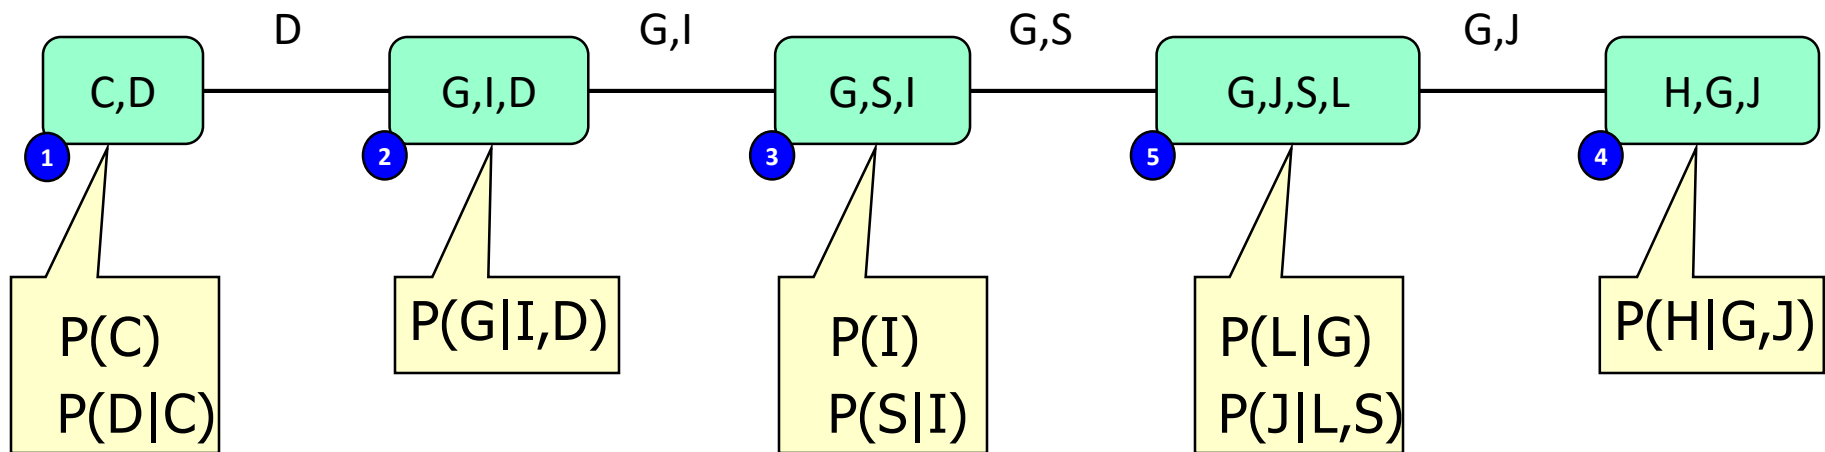 D
G,I
G,S
G,J
C,D
G,I,D
G,S,I
G,J,S,L
H,G,J
1
2
3
5
4
P(C)
P(D|C)
P(G|I,D)
P(I)
P(S|I)
P(L|G)
P(J|L,S)
P(H|G,J)